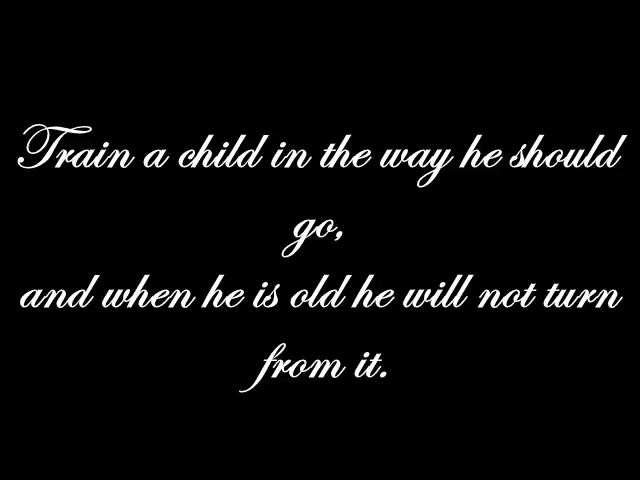 Train a child in the way he should
go,
and when he is old he will not turn
from it.